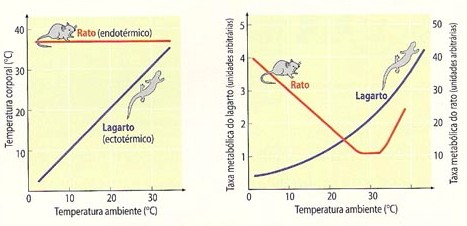 Temperatura corporal (°C)
40
30
20
10
Rato (endotérmico)
Lagarto
(ectotérmico)
0
10
20
30
Temperatura ambiente (°C)
Taxa metabólica do lagarto (unidades arbitrárias)
5
4
3
2
1
Rato
Lagarto
0
10
20
30
40
Temperatura ambiente (°C)
50
40
30
20
10
Taxa metabólica do rato (unidades arbitrárias)